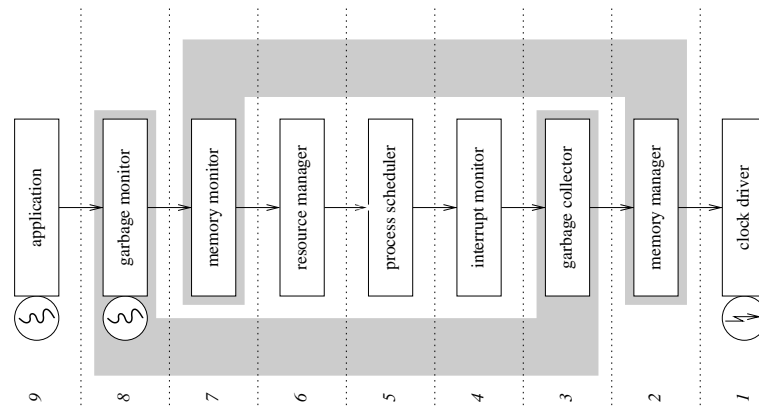 application
garbage monitor
memory monitor
resource manager
process scheduler
interrupt monitor
garbage collector
memory manager
clock driver
9
8
7
6
5
4
3
2
1